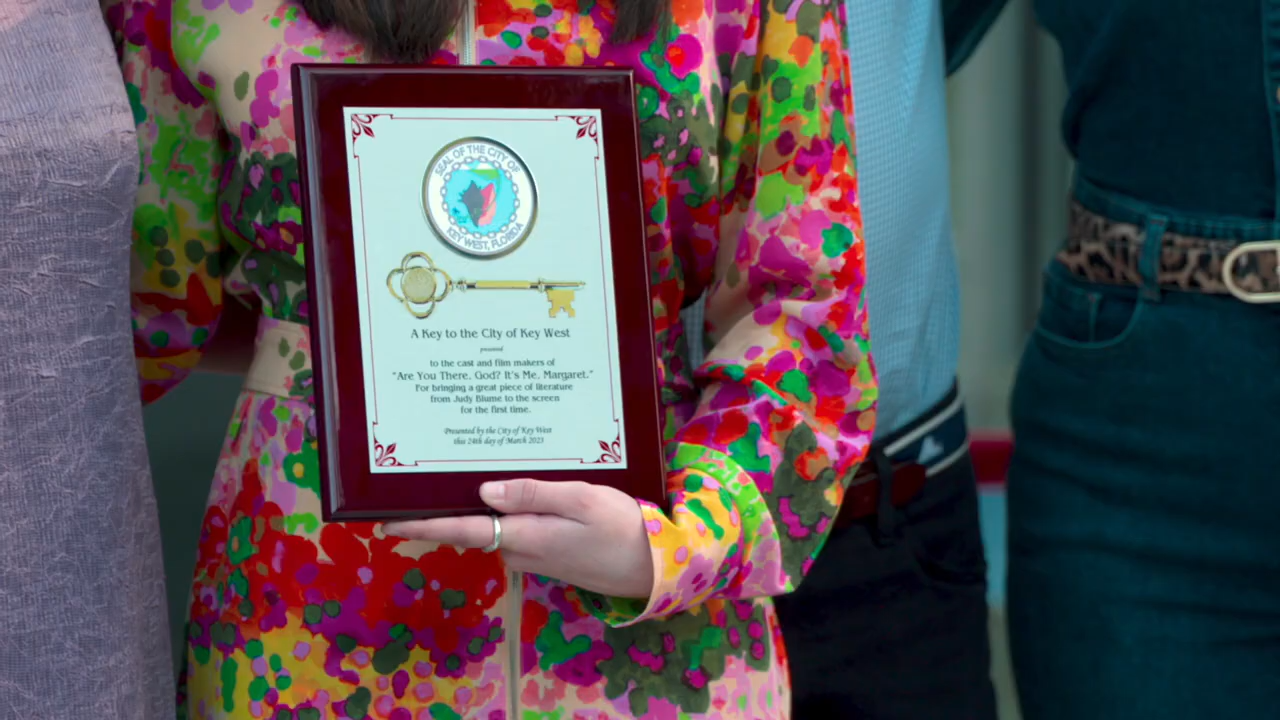 SEAL OF THE CITY OF
KEY WEST, FLORIDA
A Key to the City of Key West
presented
to the cast and film makers of
"Are You There, God? It's Me, Margaret."
For bringing a great piece of literature
from Judy Blume to the screen
for the first time.
Presented by the City of Key West
this 24th day of March 2023